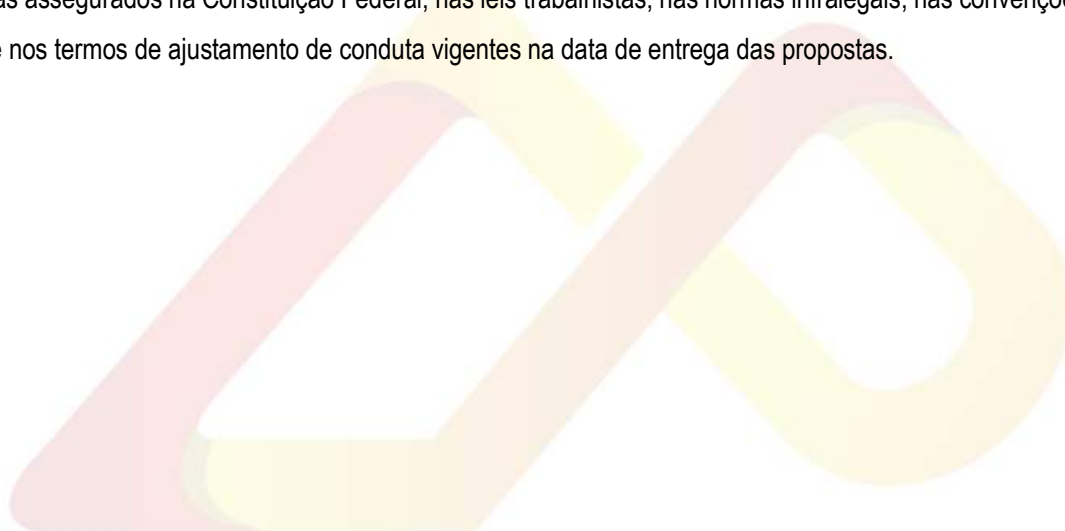 assegurados na Constituição Federal, nas leis trabalhistas, nas normas infralegais, nas
nos termos de ajustamento de conduta vigentes na data de entrega das propostas.